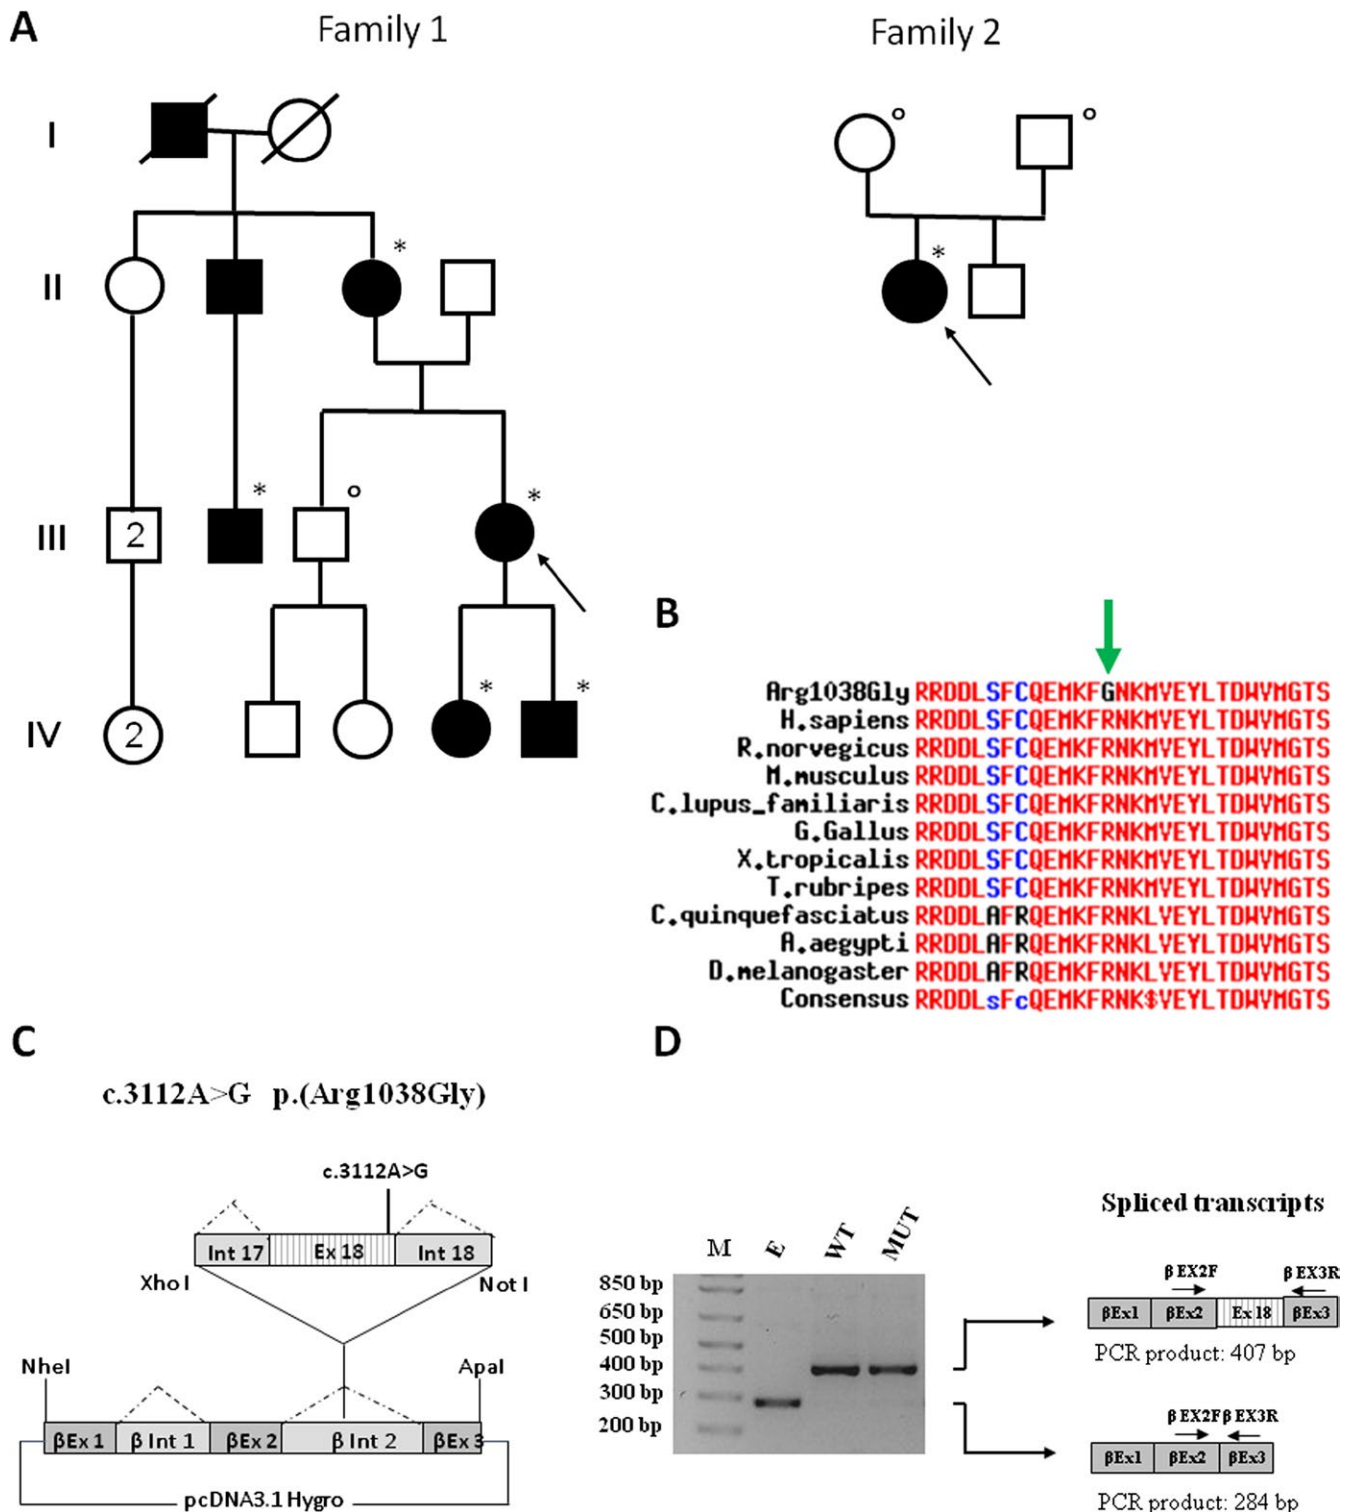 A
Family 1
Family 2
I
II
III
IV
*
*
o
*
2
2
*
*
o
o
*
B
Arg1038Gly RRDDLSFCQEMKFGNKMVEYLTDWVMGTS
H.sapiens RRDDLSFCQEMKFRNKMVEYLTDWVMGTS
R.norvegicus RRDDLSFCQEMKFRNKMVEYLTDWVMGTS
M.musculus RRDDLSFCQEMKFRNKMVEYLTDWVMGTS
C.lupus_familiaris RRDDLSFCQEMKFRNKMVEYLTDWVMGTS
G.Gallus RRDDLSFCQEMKFRNKMVEYLTDWVMGTS
X.tropicalis RRDDLSFCQEMKFRNKMVEYLTDWVMGTS
T.rubripes RRDDLSFCQEMKFRNKMVEYLTDWVMGTS
C.quinquefasciatus RRDDLAFRQEMKFRNKLVEYLTDWVMGTS
A.aegypti RRDDLAFRQEMKFRNKLVEYLTDWVMGTS
D.melanogaster RRDDLAFRQEMKFRNKLVEYLTDWVMGTS
Consensus RRDDLsFcQEMKFRNK$VEYLTDWVMGTS
C
c.3112A>G p.(Arg1038Gly)
c.3112A>G
Int 17 Ex 18 Int 18
Xho I Not I
NheI ApaI
βEx 1 β Int 1 βEx 2 β Int 2 βEx 3
pcDNA3.1 Hygro
D
M E WT MUT
850 bp
650 bp
500 bp
400 bp
300 bp
200 bp
Spliced transcripts
β EX2F β EX3R
βEx1 βEx2 Ex 18 βEx3
PCR product: 407 bp
β EX2F β EX3R
βEx1 βEx2 βEx3
PCR product: 284 bp